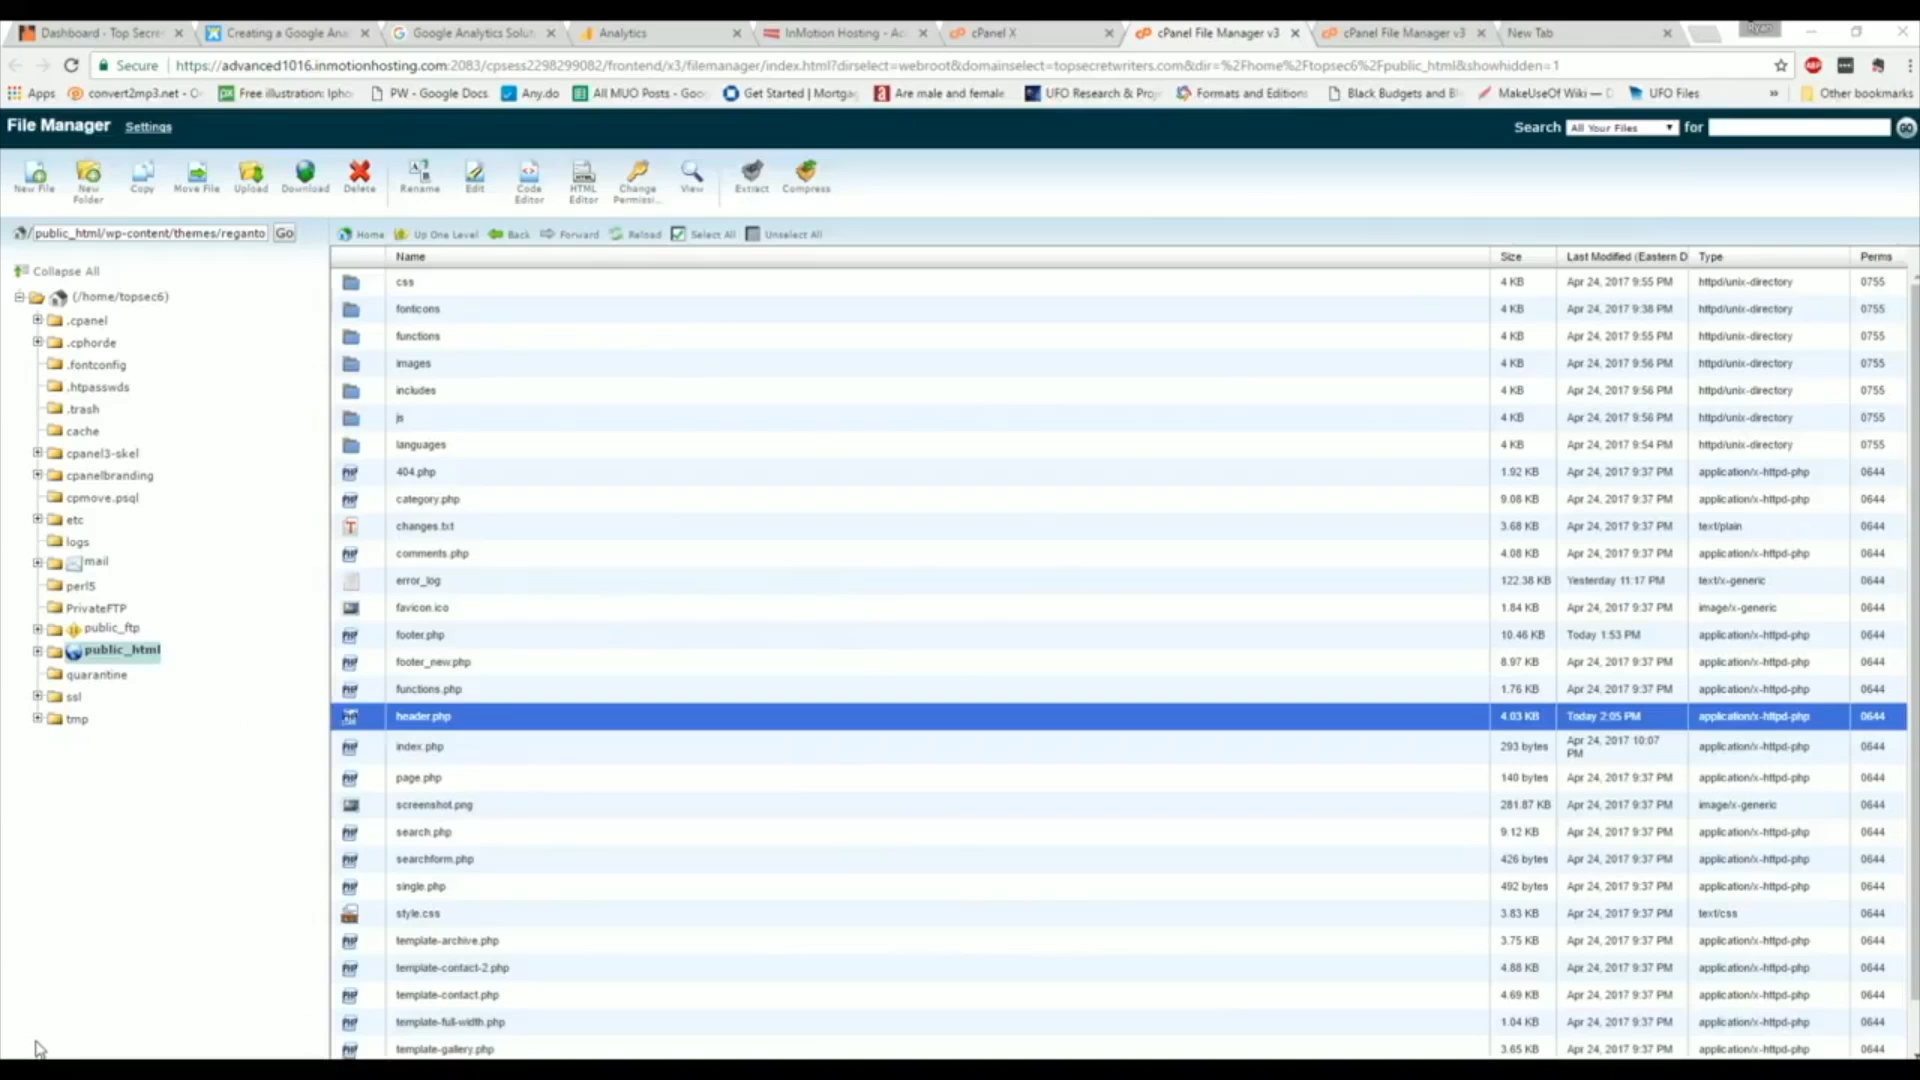 Dashboard - Top Secre
Creating a Google Ana
Google Analytics Solut
Analytics
InMotion Hosting - Ac
cPanel X
cPanel File Manager v3
cPanel File Manager v3
New Tab
Ryan
Secure
https://advanced1016.inmotionhosting.com:2083/cpsess2298299082/frontend/x3/filemanager/index.html?dirselect=webroot&domainselect=topsecretwriters.com&dir=%2Fhome%2Ftopsec6%2Fpublic_html&showhidden=1
Apps
convert2mp3.net - O
Free illustration: Ipho
PW - Google Docs
Any.do
All MUO Posts - Goo
Get Started | Mortga
Are male and female
UFO Research & Pro
Formats and Editions
Black Budgets and B
MakeUseOf Wiki —
UFO Files
»
Other bookmarks
File Manager Settings
Search All Your Files for GO
New File
New Folder
Copy
Move File
Upload
Download
Delete
Rename
Edit
Code Editor
HTML Editor
Change Permissi...
View
Extract
Compress
/public_html/wp-content/themes/reganto Go
Home Up One Level Back Forward Reload Select All Unselect All
Collapse All
(/home/topsec6)
.cpanel
.cphorde
.fontconfig
.htpasswds
.trash
cache
cpanel3-skel
cpanelbranding
cpmove.psql
etc
logs
mail
perl5
PrivateFTP
public_ftp
public_html
quarantine
ssl
tmp
Name Size Last Modified (Eastern D Type Perms
css 4 KB Apr 24, 2017 9:55 PM httpd/unix-directory 0755
fonticons 4 KB Apr 24, 2017 9:38 PM httpd/unix-directory 0755
functions 4 KB Apr 24, 2017 9:55 PM httpd/unix-directory 0755
images 4 KB Apr 24, 2017 9:56 PM httpd/unix-directory 0755
includes 4 KB Apr 24, 2017 9:56 PM httpd/unix-directory 0755
js 4 KB Apr 24, 2017 9:56 PM httpd/unix-directory 0755
languages 4 KB Apr 24, 2017 9:54 PM httpd/unix-directory 0755
404.php 1.92 KB Apr 24, 2017 9:37 PM application/x-httpd-php 0644
category.php 9.08 KB Apr 24, 2017 9:37 PM application/x-httpd-php 0644
changes.txt 3.68 KB Apr 24, 2017 9:37 PM text/plain 0644
comments.php 4.08 KB Apr 24, 2017 9:37 PM application/x-httpd-php 0644
error_log 122.38 KB Yesterday 11:17 PM text/x-generic 0644
favicon.ico 1.84 KB Apr 24, 2017 9:37 PM image/x-generic 0644
footer.php 10.46 KB Today 1:53 PM application/x-httpd-php 0644
footer_new.php 8.97 KB Apr 24, 2017 9:37 PM application/x-httpd-php 0644
functions.php 1.76 KB Apr 24, 2017 9:37 PM application/x-httpd-php 0644
header.php 4.03 KB Today 2:05 PM application/x-httpd-php 0644
index.php 293 bytes Apr 24, 2017 10:07 PM application/x-httpd-php 0644
page.php 140 bytes Apr 24, 2017 9:37 PM application/x-httpd-php 0644
screenshot.png 281.87 KB Apr 24, 2017 9:37 PM image/x-generic 0644
search.php 9.12 KB Apr 24, 2017 9:37 PM application/x-httpd-php 0644
searchform.php 426 bytes Apr 24, 2017 9:37 PM application/x-httpd-php 0644
single.php 492 bytes Apr 24, 2017 9:37 PM application/x-httpd-php 0644
style.css 3.83 KB Apr 24, 2017 9:37 PM text/css 0644
template-archive.php 3.75 KB Apr 24, 2017 9:37 PM application/x-httpd-php 0644
template-contact-2.php 4.88 KB Apr 24, 2017 9:37 PM application/x-httpd-php 0644
template-contact.php 4.69 KB Apr 24, 2017 9:37 PM application/x-httpd-php 0644
template-full-width.php 1.04 KB Apr 24, 2017 9:37 PM application/x-httpd-php 0644
template-gallery.php 3.65 KB Apr 24, 2017 9:37 PM application/x-httpd-php 0644